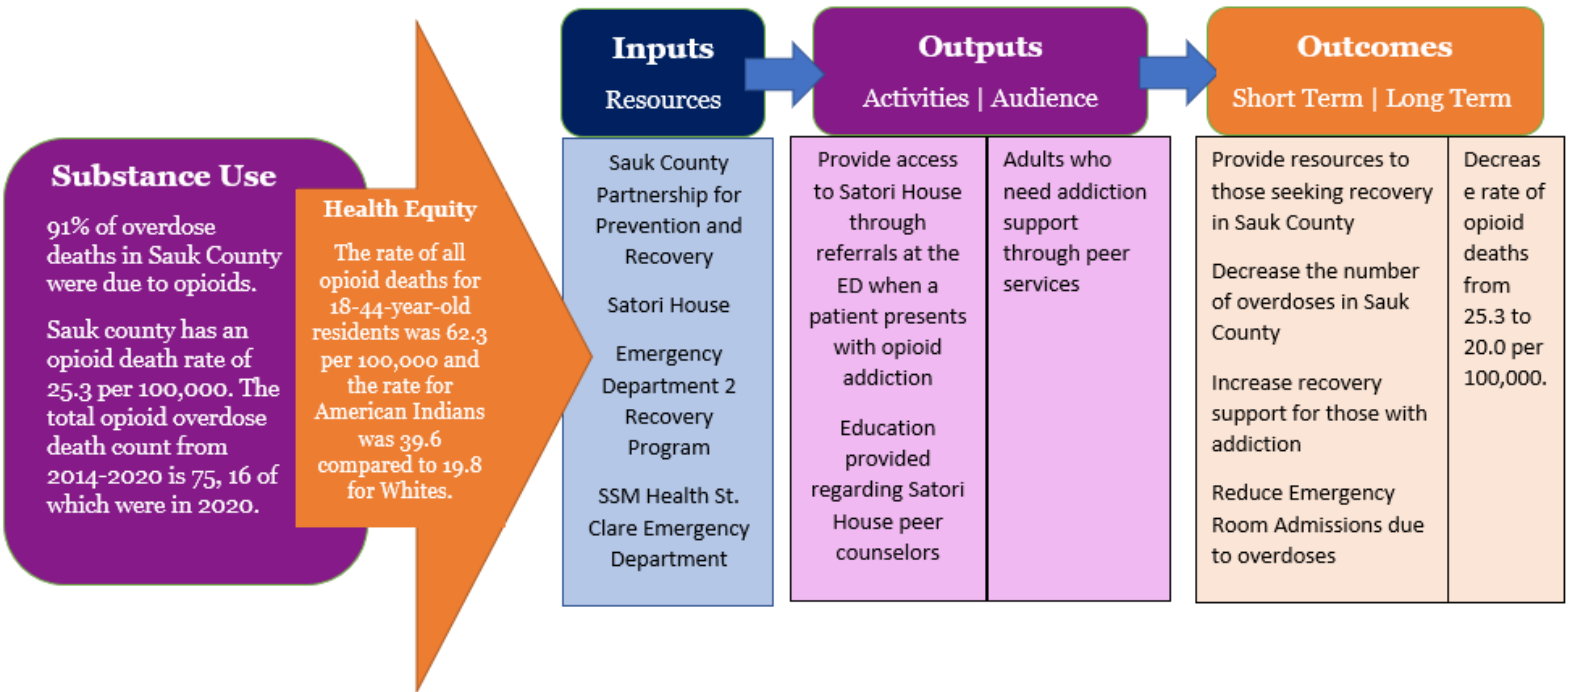 Substance Use
91% of overdose
deaths in Sauk County
were due to opioids.
Sauk county has an
opioid death rate of
25.3 per 100,000. The
total opioid overdose
death count from
2014-2020 is 75, 16 of
which were in 2020.
Health Equity
The rate of all
opioid deaths for
18-44-year-old
residents was 62.3
per 100,000 and
the rate for
American Indians
was 39.6
compared to 19.8
for Whites.
Inputs
Resources
Sauk County
Partnership for
Prevention and
Recovery
Satori House
Emergency
Department 2
Recovery
Program
SSM Health St.
Clare Emergency
Department
Outputs
Activities | Audience
Provide access
to Satori House
through
referrals at the
ED when a
patient presents
with opioid
addiction
Education
provided
regarding Satori
House peer
counselors
Adults who
need addiction
support
through peer
services
Outcomes
Short Term | Long Term
Provide resources to
those seeking recovery
in Sauk County
Decrease the number
of overdoses in Sauk
County
Increase recovery
support for those with
addiction
Reduce Emergency
Room Admissions due
to overdoses
Decreas
e rate of
opioid
deaths
from
25.3 to
20.0 per
100,000.